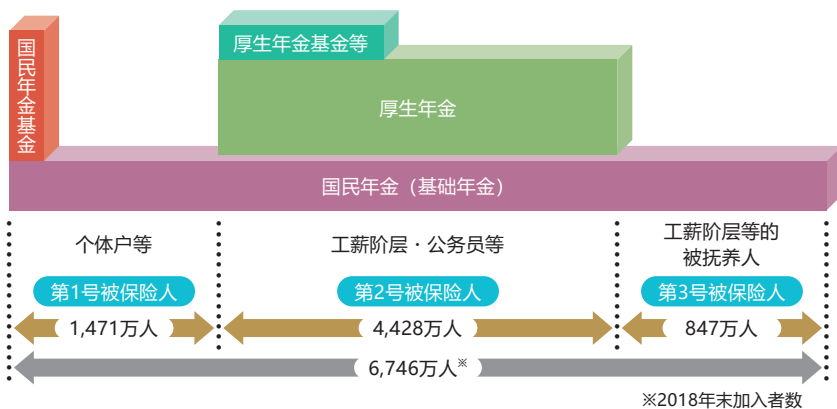 国民年金基金
厚生年金基金等
厚生年金
国民年金（基础年金）
个体户等
工薪阶层・公务员等
工薪阶层等的
被抚养人
第1号被保险人
第2号被保险人
第3号被保险人
1,471万人
4,428万人
847万人
6,746万人※
※2018年末加入者数